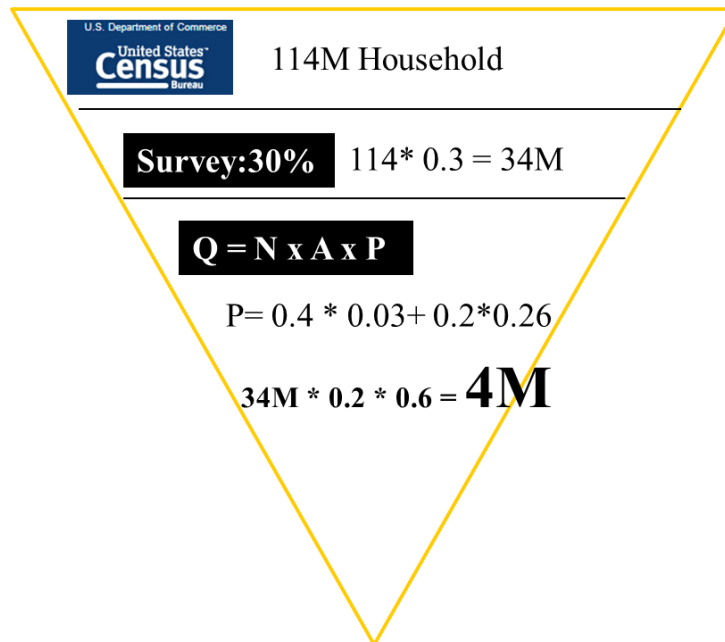 U.S. Department of Commerce
United States™
Census
Bureau
114M Household
Survey:30% 114* 0.3 = 34M
Q = N x A x P
P= 0.4 * 0.03+ 0.2*0.26
34M * 0.2 * 0.6 = 4M